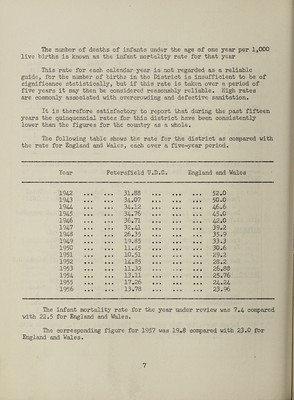 The number of deaths of infants under the age of one year per 1,000
live births is known as the infant mortality rate for that year
This rate for each calendar year is not regarded as a reliable
guide, for the number of births in the District is insufficient to be of
significance statistically, but if this rate is taken over a period of
five years it may then be considered reasonably reliable. High rates
are commonly associated with overcrowding and defective sanitation.
It is therefore satisfactory to report that during the past fifteen
years the quinquennial rates for this district have been consistently
lower than the figures for the country as a whole.
The following table shows the rate for the district as compared with
the rate for England and Wales, each over a five-year period.
Year Petersfield U.D.C. England and Wales
1942 ... ... 31.88 ... ... ... 52.0
1943 ... ... 34.07 ... ... ... 50.0
1944 ... ... 34.12 ... ... ... 46.6
1945 ... ... 34.76 ... ... ... 45.0
1946 ... ... 36.71 ... ... ... 42.0
1947 ... ... 32.41 ... ... ... 39.2
1948 ... ... 26.35 ... ... ... 35.9
1949 ... ... 19.85 ... ... ... 33.3
1950 ... ... 11.45 ... ... ... 30.6
1951 ... ... 10.51 ... ... ... 29.2
1952 ... ... 14.85 ... ... ... 28.2
1953 ... ... 11.32 ... ... ... 26.88
1954 ... ... 13.11 ... ... ... 25.76
1955 ... ... 17.26 ... ... ... 24.24
1956 ... ... 13.78 ... ... ... 23.96
The infant mortality rate for the year under review was 7.4 compared
with 22.5 for England and Wales.
The corresponding figure for 1957 was 19.8 compared with 23.0 for
England and Wales.
7